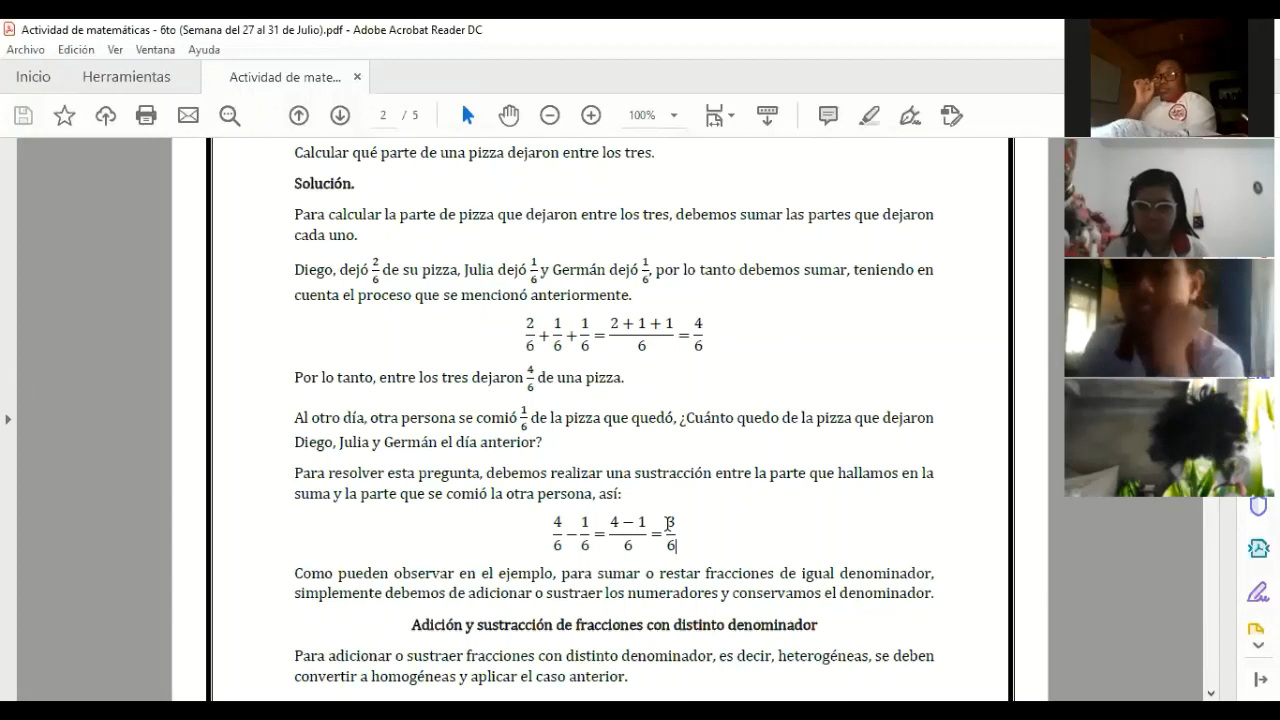 Actividad de matemáticas - 6to (Semana del 27 al 31 de Julio).pdf - Adobe Acrobat Reader DC
Archivo Edición Ver Ventana Ayuda
Inicio Herramientas Actividad de mate... ×
2 / 5 100%
Calcular qué parte de una pizza dejaron entre los tres.
Solución.
Para calcular la parte de pizza que dejaron entre los tres, debemos sumar las partes que dejaron
cada uno.
Diego, dejó 2/6 de su pizza, Julia dejó 1/6 y Germán dejó 1/6, por lo tanto debemos sumar, teniendo en
cuenta el proceso que se mencionó anteriormente.
2/6 + 1/6 + 1/6 = (2 + 1 + 1)/6 = 4/6
Por lo tanto, entre los tres dejaron 4/6 de una pizza.
Al otro día, otra persona se comió 1/6 de la pizza que quedó, ¿Cuánto quedo de la pizza que dejaron
Diego, Julia y Germán el día anterior?
Para resolver esta pregunta, debemos realizar una sustracción entre la parte que hallamos en la
suma y la parte que se comió la otra persona, así:
4/6 − 1/6 = (4 − 1)/6 = 3/6
Como pueden observar en el ejemplo, para sumar o restar fracciones de igual denominador,
simplemente debemos de adicionar o sustraer los numeradores y conservamos el denominador.
Adición y sustracción de fracciones con distinto denominador
Para adicionar o sustraer fracciones con distinto denominador, es decir, heterogéneas, se deben
convertir a homogéneas y aplicar el caso anterior.